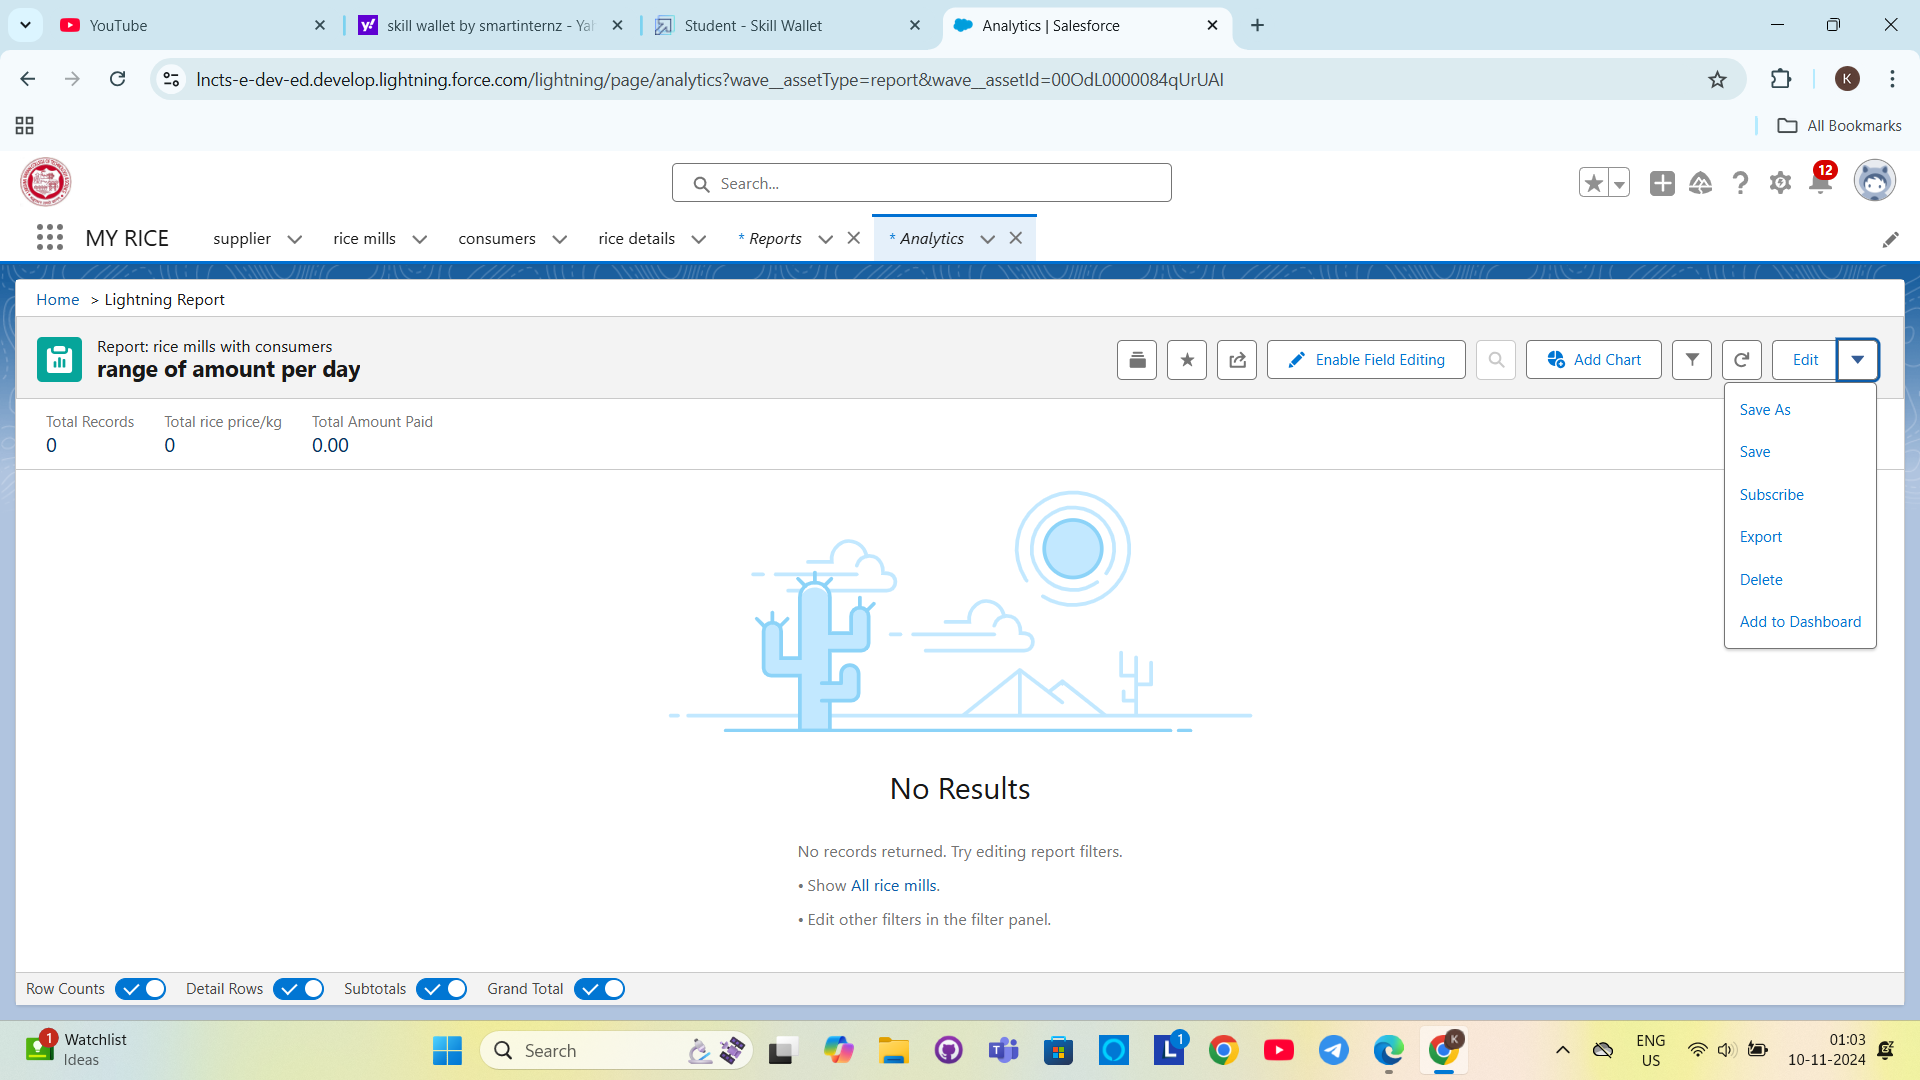 YouTube
skill wallet by smartinternz - Yah
Student - Skill Wallet
Analytics | Salesforce
lncts-e-dev-ed.develop.lightning.force.com/lightning/page/analytics?wave__assetType=report&wave__assetId=00OdL0000084qUrUAI
K
All Bookmarks
Search...
12
MY RICE
supplier
rice mills
consumers
rice details
* Reports
* Analytics
Home > Lightning Report
Report: rice mills with consumers
range of amount per day
Enable Field Editing
Add Chart
Edit
Total Records
0
Total rice price/kg
0
Total Amount Paid
0.00
Save As
Save
Subscribe
Export
Delete
Add to Dashboard
No Results
No records returned. Try editing report filters.
• Show All rice mills.
• Edit other filters in the filter panel.
Row Counts
Detail Rows
Subtotals
Grand Total
1
Watchlist
Ideas
Search
L
1
K
ENG
US
01:03
10-11-2024